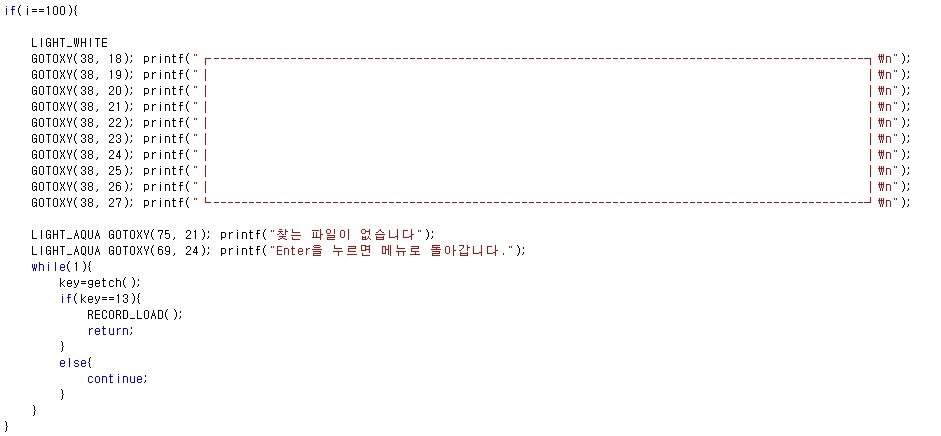 if(i==100){
LIGHT_WHITE
GOTOXY(38, 18); printf("┌--------------------------------------------------------------------------------------------┐₩n");
GOTOXY(38, 19); printf("|                                                                                            |₩n");
GOTOXY(38, 20); printf("|                                                                                            |₩n");
GOTOXY(38, 21); printf("|                                                                                            |₩n");
GOTOXY(38, 22); printf("|                                                                                            |₩n");
GOTOXY(38, 23); printf("|                                                                                            |₩n");
GOTOXY(38, 24); printf("|                                                                                            |₩n");
GOTOXY(38, 25); printf("|                                                                                            |₩n");
GOTOXY(38, 26); printf("|                                                                                            |₩n");
GOTOXY(38, 27); printf("└--------------------------------------------------------------------------------------------┘₩n");
LIGHT_AQUA GOTOXY(75, 21); printf("찾는 파일이 없습니다");
LIGHT_AQUA GOTOXY(69, 24); printf("Enter을 누르면 메뉴로 돌아갑니다.");
while(1){
key=getch();
if(key==13){
RECORD_LOAD();
return;
}
else{
continue;
}
}
}